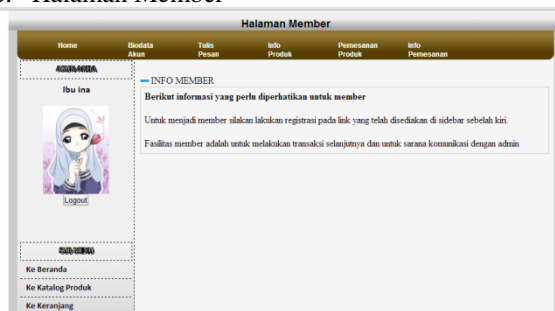 Halaman Member
Halaman Member
Home
Biodata Akun
Tulis Pesan
Info Produk
Pemesanan Produk
Info Pemesanan
Ibu ina
Logout
Ke Beranda
Ke Katalog Produk
Ke Keranjang
INFO MEMBER
Berikut informasi yang perlu diperhatikan untuk member
Untuk menjadi member silakan lakukan registrasi pada link yang telah disediakan di sidebar sebelah kiri.
Fasilitas member adalah untuk melakukan transaksi selanjutnya dan untuk sarana komunikasi dengan admin